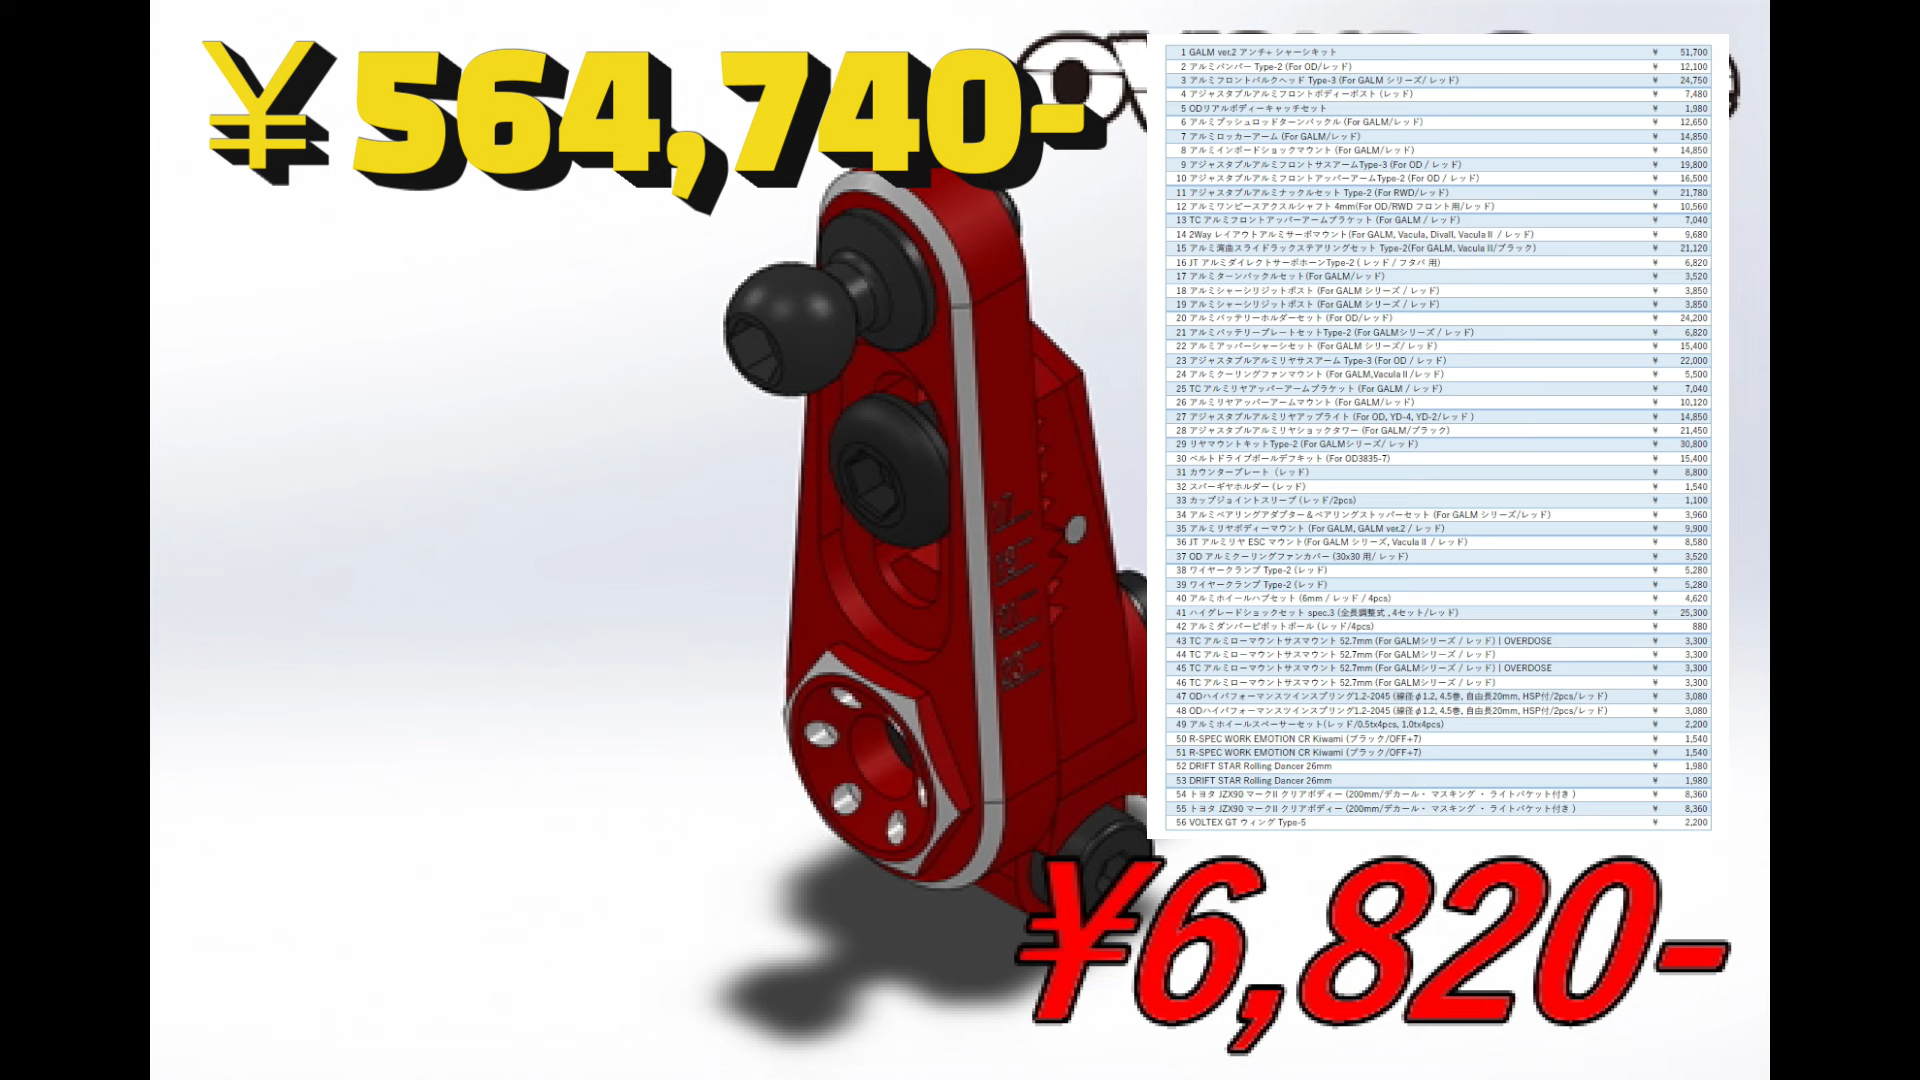 ￥564,740-
1 GALM ver.2 アンチ+ シャーシキット ¥ 51,700
2 アルミバンパー Type-2 (For OD/レッド) ¥ 12,100
3 アルミフロントバルクヘッド Type-3 (For GALM シリーズ/ レッド) ¥ 24,750
4 アジャスタブルアルミフロントボディーポスト (レッド) ¥ 7,480
5 ODリアルボディーキャッチセット ¥ 1,980
6 アルミプッシュロッドターンバックル (For GALM/レッド) ¥ 12,650
7 アルミロッカーアーム (For GALM/レッド) ¥ 14,850
8 アルミインボードショックマウント (For GALM/レッド) ¥ 14,850
9 アジャスタブルアルミフロントサスアームType-3 (For OD / レッド) ¥ 19,800
10 アジャスタブルアルミフロントアッパーアームType-2 (For OD / レッド) ¥ 16,500
11 アジャスタブルアルミナックルセット Type-2 (For RWD/レッド) ¥ 21,780
12 アルミワンピースアクスルシャフト 4mm(For OD/RWD フロント用/レッド) ¥ 10,560
13 TC アルミフロントアッパーアームブラケット (For GALM / レッド) ¥ 7,040
14 2Way レイアウトアルミサーボマウント(For GALM, Vacula, Divall, Vacula II / レッド) ¥ 9,680
15 アルミ湾曲スライドラックステアリングセット Type-2(For GALM, Vacula II/ブラック) ¥ 21,120
16 JT アルミダイレクトサーボホーンType-2 ( レッド / フタバ 用) ¥ 6,820
17 アルミターンバックルセット(For GALM/レッド) ¥ 3,520
18 アルミシャーシリジットポスト (For GALM シリーズ / レッド) ¥ 3,850
19 アルミシャーシリジットポスト (For GALM シリーズ / レッド) ¥ 3,850
20 アルミバッテリーホルダーセット (For OD/レッド) ¥ 24,200
21 アルミバッテリープレートセットType-2 (For GALMシリーズ / レッド) ¥ 6,820
22 アルミアッパーシャーシセット (For GALM シリーズ/ レッド) ¥ 15,400
23 アジャスタブルアルミリヤサスアーム Type-3 (For OD / レッド) ¥ 22,000
24 アルミクーリングファンマウント (For GALM,Vacula II /レッド) ¥ 5,500
25 TC アルミリヤアッパーアームブラケット (For GALM / レッド) ¥ 7,040
26 アルミリヤアッパーアームマウント (For GALM/レッド) ¥ 10,120
27 アジャスタブルアルミリヤアップライト (For OD, YD-4, YD-2/レッド ) ¥ 14,850
28 アジャスタブルアルミリヤショックタワー (For GALM/ブラック) ¥ 21,450
29 リヤマウントキットType-2 (For GALMシリーズ/ レッド) ¥ 30,800
30 ベルトドライブボールデフキット (For OD3835-7) ¥ 15,400
31 カウンタープレート（レッド) ¥ 8,800
32 スパーギヤホルダー (レッド) ¥ 1,540
33 カップジョイントスリーブ (レッド/2pcs) ¥ 1,100
34 アルミベアリングアダプター＆ベアリングストッパーセット (For GALM シリーズ/レッド) ¥ 3,960
35 アルミリヤボディーマウント (For GALM, GALM ver.2 / レッド) ¥ 9,900
36 JT アルミリヤ ESC マウント(For GALM シリーズ, Vacula II / レッド) ¥ 8,580
37 OD アルミクーリングファンカバー (30x30 用/ レッド) ¥ 3,520
38 ワイヤークランプ Type-2 (レッド) ¥ 5,280
39 ワイヤークランプ Type-2 (レッド) ¥ 5,280
40 アルミホイールハブセット (6mm / レッド / 4pcs) ¥ 4,620
41 ハイグレードショックセット spec.3 (全長調整式 , 4セット/レッド) ¥ 25,300
42 アルミダンパーピボットボール (レッド/4pcs) ¥ 880
43 TC アルミローマウントサスマウント 52.7mm (For GALMシリーズ / レッド) | OVERDOSE ¥ 3,300
44 TC アルミローマウントサスマウント 52.7mm (For GALMシリーズ / レッド) ¥ 3,300
45 TC アルミローマウントサスマウント 52.7mm (For GALMシリーズ / レッド) | OVERDOSE ¥ 3,300
46 TC アルミローマウントサスマウント 52.7mm (For GALMシリーズ / レッド) ¥ 3,300
47 ODハイパフォーマンスツインスプリング1.2-2045 (線径φ1.2, 4.5巻, 自由長20mm, HSP付/2pcs/レッド) ¥ 3,080
48 ODハイパフォーマンスツインスプリング1.2-2045 (線径φ1.2, 4.5巻, 自由長20mm, HSP付/2pcs/レッド) ¥ 3,080
49 アルミホイールスペーサーセット(レッド/0.5tx4pcs, 1.0tx4pcs) ¥ 2,200
50 R-SPEC WORK EMOTION CR Kiwami (ブラック/OFF+7) ¥ 1,540
51 R-SPEC WORK EMOTION CR Kiwami (ブラック/OFF+7) ¥ 1,540
52 DRIFT STAR Rolling Dancer 26mm ¥ 1,980
53 DRIFT STAR Rolling Dancer 26mm ¥ 1,980
54 トヨタ JZX90 マークII クリアボディー (200mm/デカール・ マスキング ・ ライトバケット付き ) ¥ 8,360
55 トヨタ JZX90 マークII クリアボディー (200mm/デカール・ マスキング ・ ライトバケット付き ) ¥ 8,360
56 VOLTEX GT ウィング Type-5 ¥ 2,200
¥6,820-